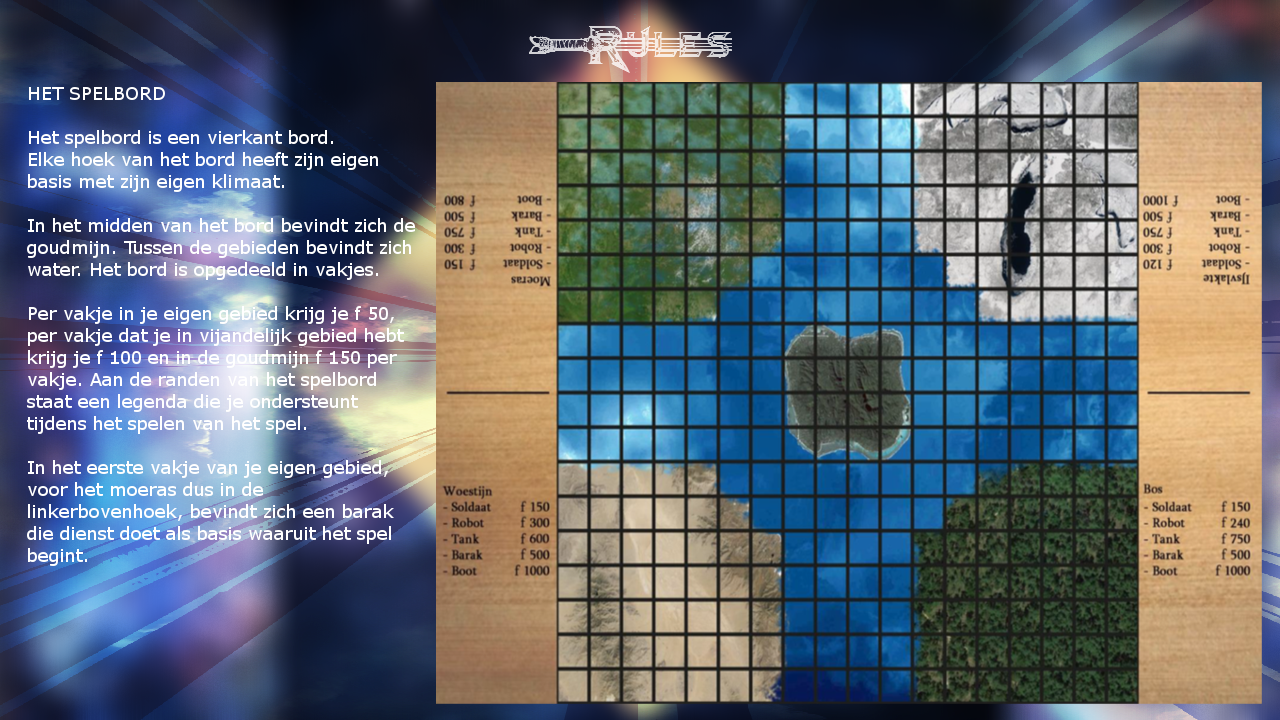 Rules
HET SPELBORD
Het spelbord is een vierkant bord.
Elke hoek van het bord heeft zijn eigen
basis met zijn eigen klimaat.
In het midden van het bord bevindt zich de
goudmijn. Tussen de gebieden bevindt zich
water. Het bord is opgedeeld in vakjes.
Per vakje in je eigen gebied krijg je f 50,
per vakje dat je in vijandelijk gebied hebt
krijg je f 100 en in de goudmijn f 150 per
vakje. Aan de randen van het spelbord
staat een legenda die je ondersteunt
tijdens het spelen van het spel.
In het eerste vakje van je eigen gebied,
voor het moeras dus in de
linkerbovenhoek, bevindt zich een barak
die dienst doet als basis waaruit het spel
begint.
Moeras
- Soldaat f 150
- Robot f 300
- Tank f 750
- Barak f 500
- Boot f 800
Woestijn
- Soldaat f 150
- Robot f 300
- Tank f 600
- Barak f 500
- Boot f 1000
IJsvlakte
- Soldaat f 120
- Robot f 300
- Tank f 750
- Barak f 500
- Boot f 1000
Bos
- Soldaat f 150
- Robot f 240
- Tank f 750
- Barak f 500
- Boot f 1000